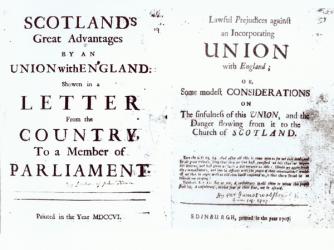 SCOTLAND'S
Great Advantages
BY AN
UNION with ENGLAND:
Shown in a
LETTER
From the
COUNTRY,
To a Member of
PARLIAMENT.
Printed in the Year MDCCVI.
Lawful Prejudices against
an Incorporating
UNION
with England;
OR,
Some modest CONSIDERATIONS
ON
The sinfulness of this UNION, and the
Danger flowing from it to the
Church of SCOTLAND.
EDINBURGH, printed in the year 1707